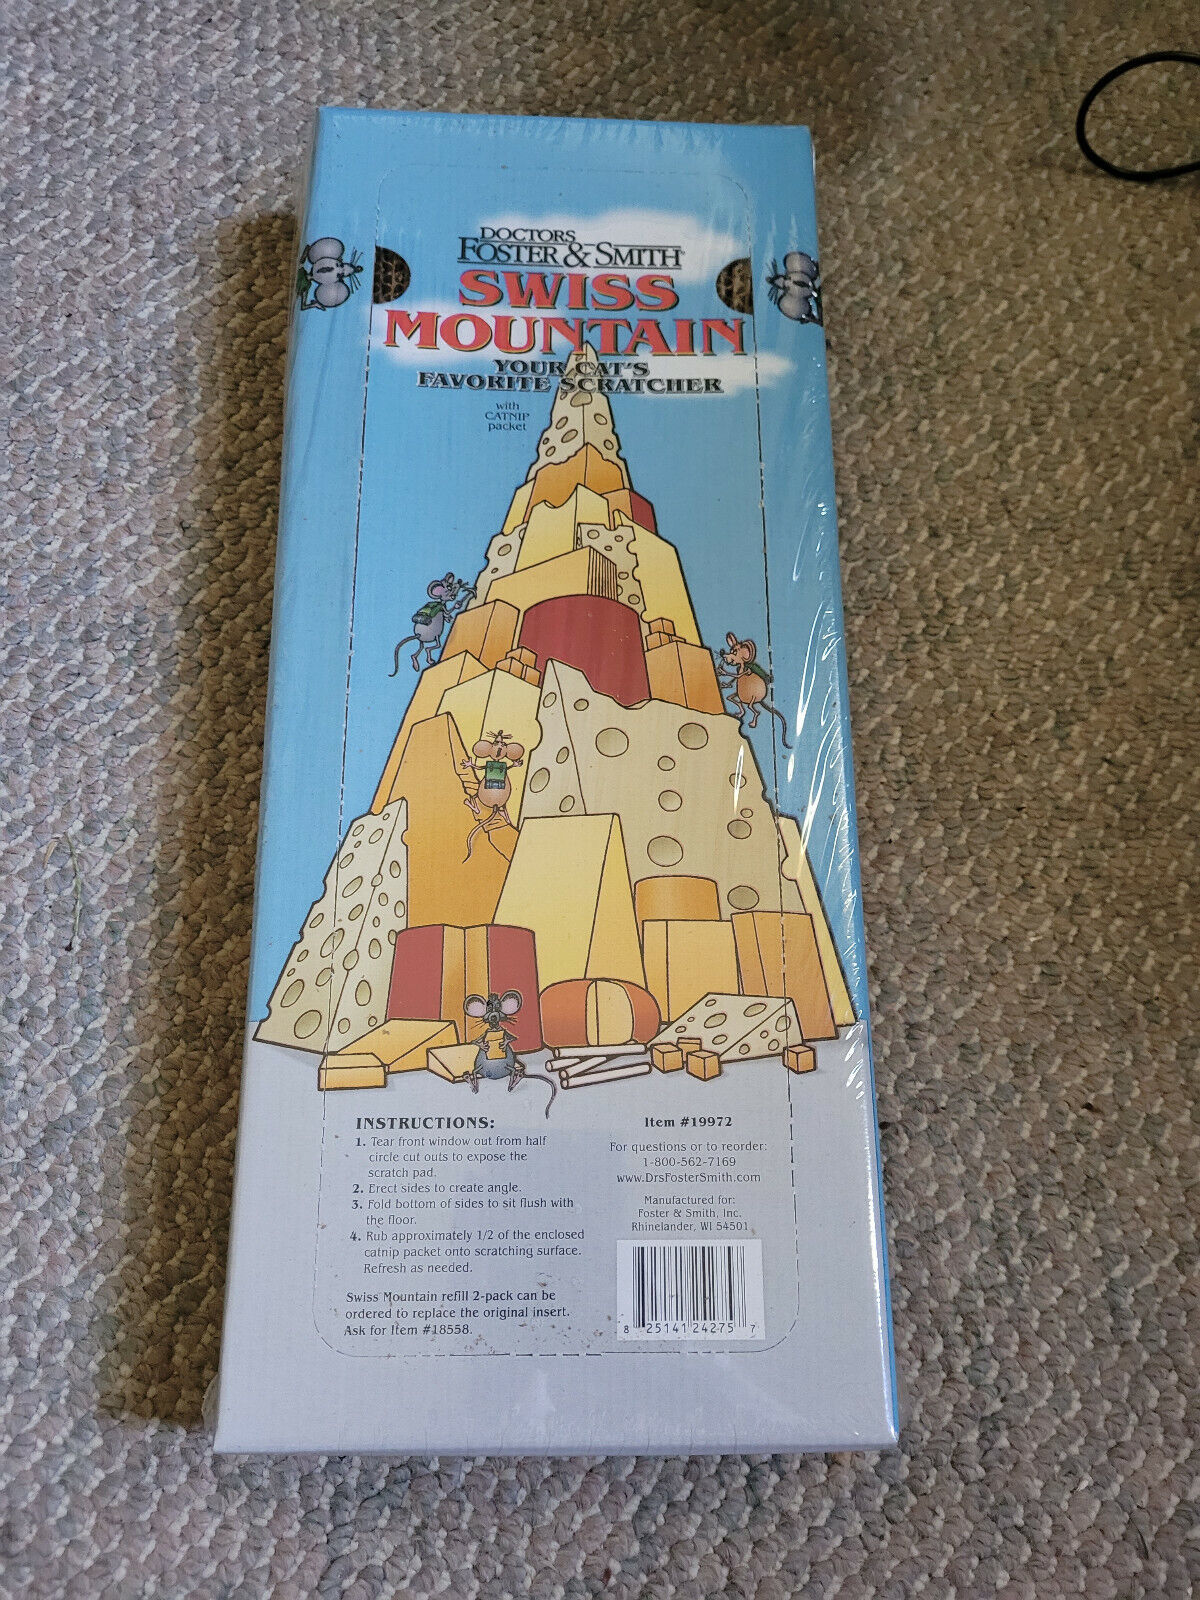 DOCTORS
FOSTER & SMITH
SWISS
MOUNTAIN
YOUR CAT'S
FAVORITE SCRATCHER
with
CATNIP
packet
INSTRUCTIONS:
1. Tear front window out from half
circle cut outs to expose the
scratch pad.
2. Erect sides to create angle.
3. Fold bottom of sides to sit flush with
the floor.
4. Rub approximately 1/2 of the enclosed
catnip packet onto scratching surface.
Refresh as needed.
Swiss Mountain refill 2-pack can be
ordered to replace the original insert.
Ask for Item #18558.
Item #19972
For questions or to reorder:
1-800-562-7169
www.DrsFosterSmith.com
Manufactured for:
Foster & Smith, Inc.
Rhinelander, WI 54501
8 25141 24275 7